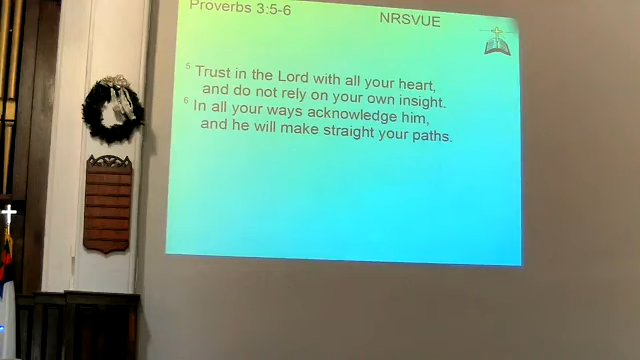 Proverbs 3:5-6 NRSVUE
5 Trust in the Lord with all your heart,
and do not rely on your own insight.
6 In all your ways acknowledge him,
and he will make straight your paths.